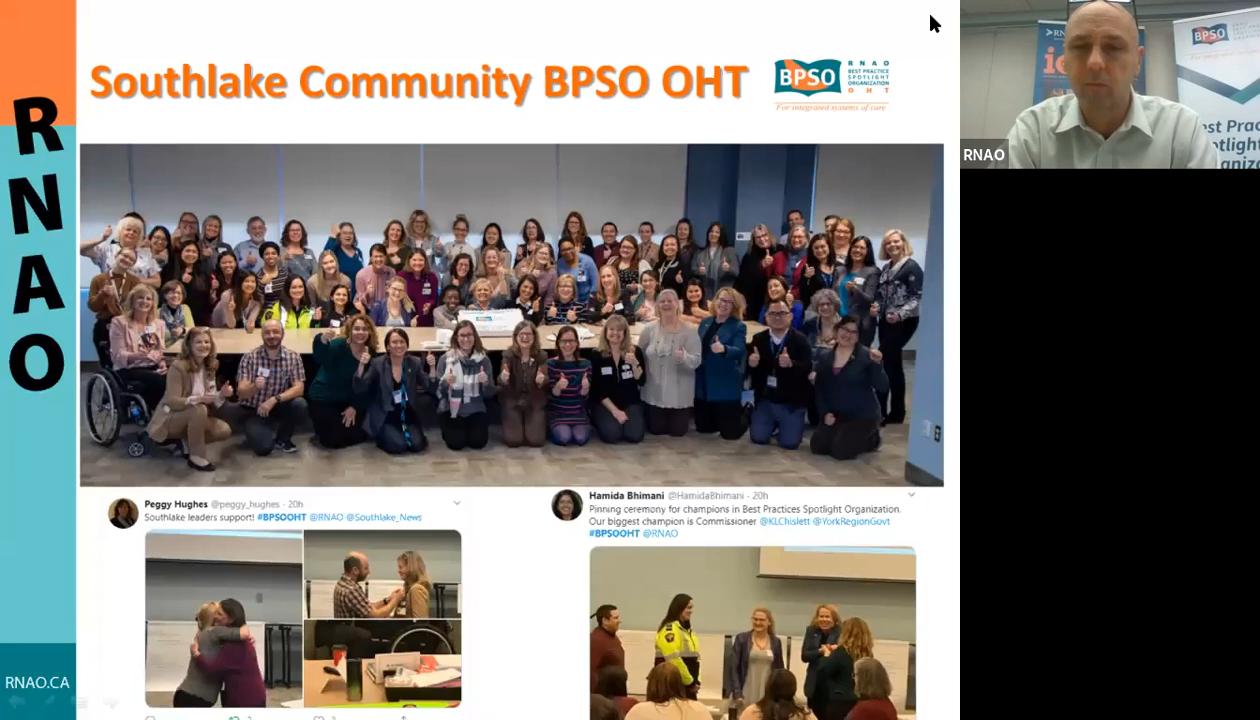 Southlake Community BPSO OHT
BPSO
RNAO
BEST PRACTICE
SPOTLIGHT
ORGANIZATION
OHT
For integrated systems of care
RNAO
Peggy Hughes @peggy_hughes · 20h
Southlake leaders support! #BPSOOHT @RNAO @Southlake_News
Hamida Bhimani @HamidaBhimani · 20h
Pinning ceremony for champions in Best Practices Spotlight Organization.
Our biggest champion is Commissioner @KLChislett @YorkRegionGovt
#BPSOOHT @RNAO
RNAO.CA
BPSO
RNAO